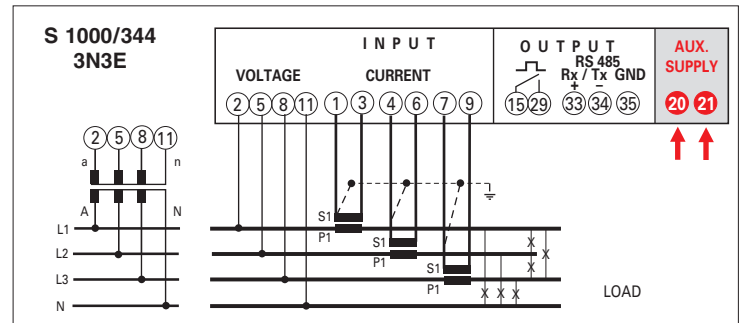 S 1000/344
3N3E
INPUT
OUTPUT
AUX.
SUPPLY
VOLTAGE
CURRENT
RS 485
Rx / Tx GND
+ –
2 5 8 11 1 3 4 6 7 9 15 29 33 34 35 20 21
2 5 8 11
a n
A N
L1
L2
L3
N
S1
P1
S1
P1
S1
P1
X
X X
X
X X X
LOAD